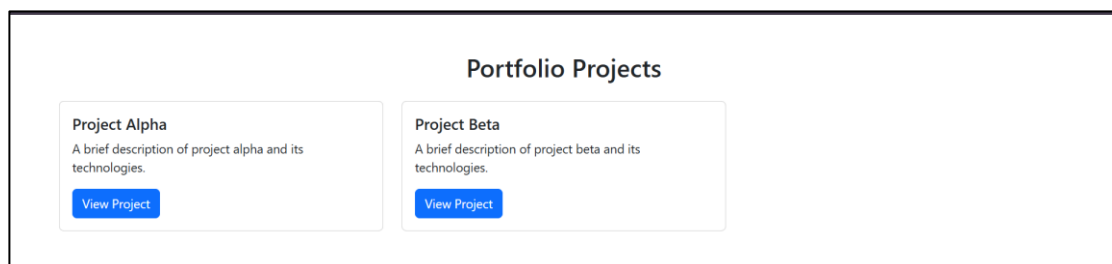 Portfolio Projects
Project Alpha
A brief description of project alpha and its
technologies.
View Project
Project Beta
A brief description of project beta and its
technologies.
View Project